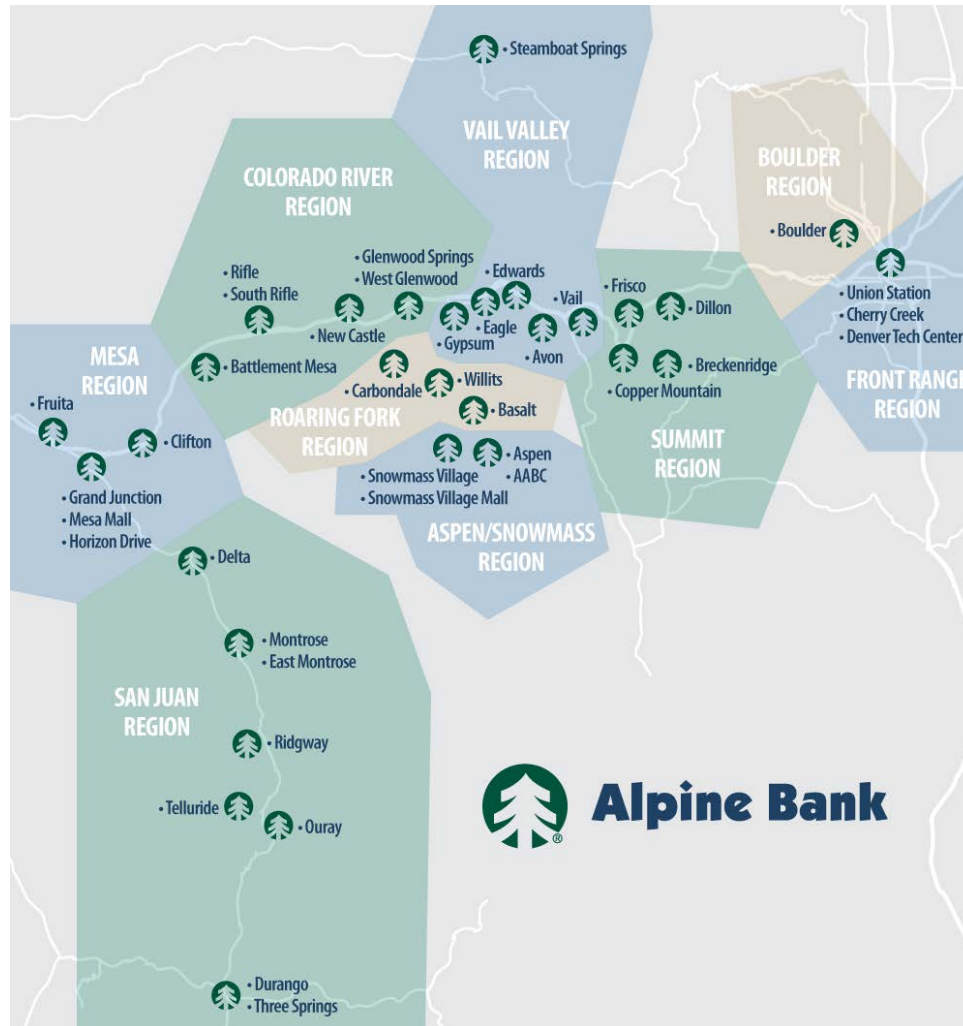 • Steamboat Springs
VAIL VALLEY
REGION
BOULDER
REGION
• Boulder
COLORADO RIVER
REGION
• Glenwood Springs
• West Glenwood
• Rifle
• South Rifle
• New Castle
• Battlement Mesa
• Edwards
• Eagle
• Gypsum
• Vail
• Avon
• Frisco
• Dillon
• Breckenridge
• Copper Mountain
SUMMIT
REGION
• Union Station
• Cherry Creek
• Denver Tech Center
FRONT RANGE
REGION
MESA
REGION
• Fruita
• Clifton
• Grand Junction
• Mesa Mall
• Horizon Drive
• Carbondale
• Willits
• Basalt
ROARING FORK
REGION
• Snowmass Village
• Snowmass Village Mall
• Aspen
• AABC
ASPEN/SNOWMASS
REGION
• Delta
• Montrose
• East Montrose
SAN JUAN
REGION
• Ridgway
• Telluride
• Ouray
• Durango
• Three Springs
®
Alpine Bank